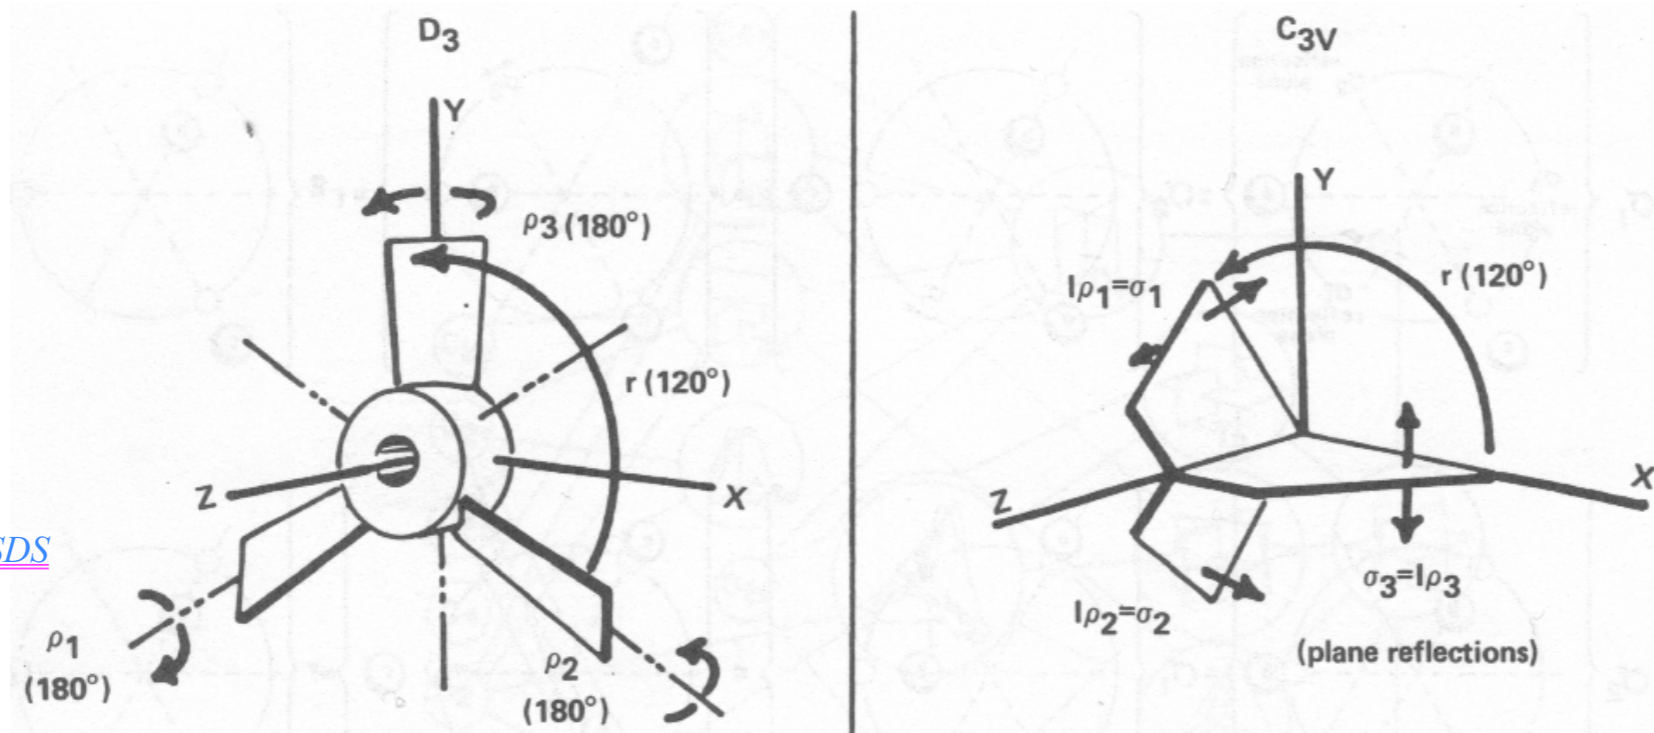 D3
Y
ρ3 (180°)
r (120°)
Z
X
SDS
ρ1
(180°)
ρ2
(180°)
C3V
Y
Iρ1=σ1
r (120°)
Z
X
σ3=Iρ3
Iρ2=σ2
(plane reflections)